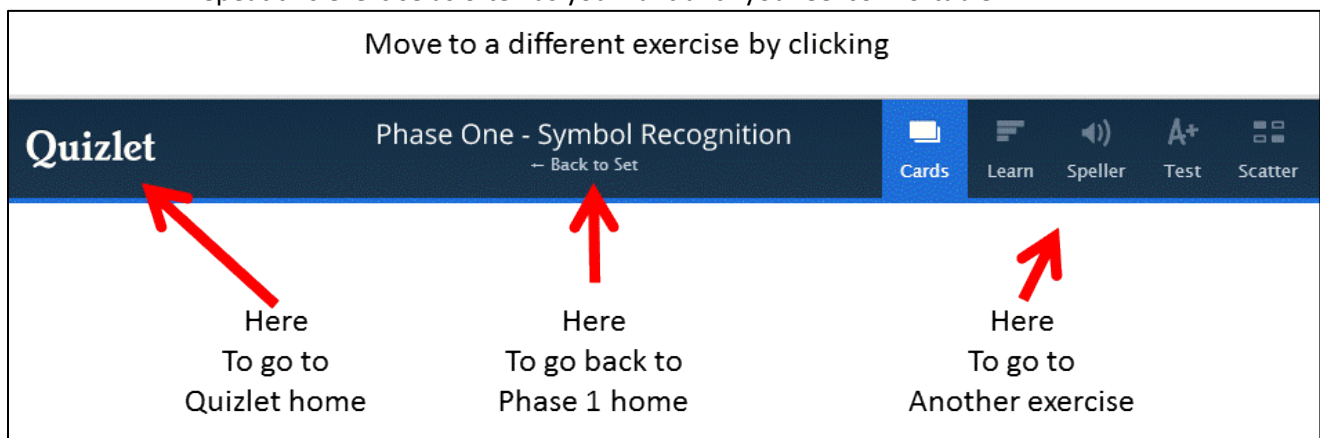 Move to a different exercise by clicking
Quizlet
Phase One - Symbol Recognition
← Back to Set
Cards Learn Speller Test Scatter
Here
To go to
Quizlet home
Here
To go back to
Phase 1 home
Here
To go to
Another exercise